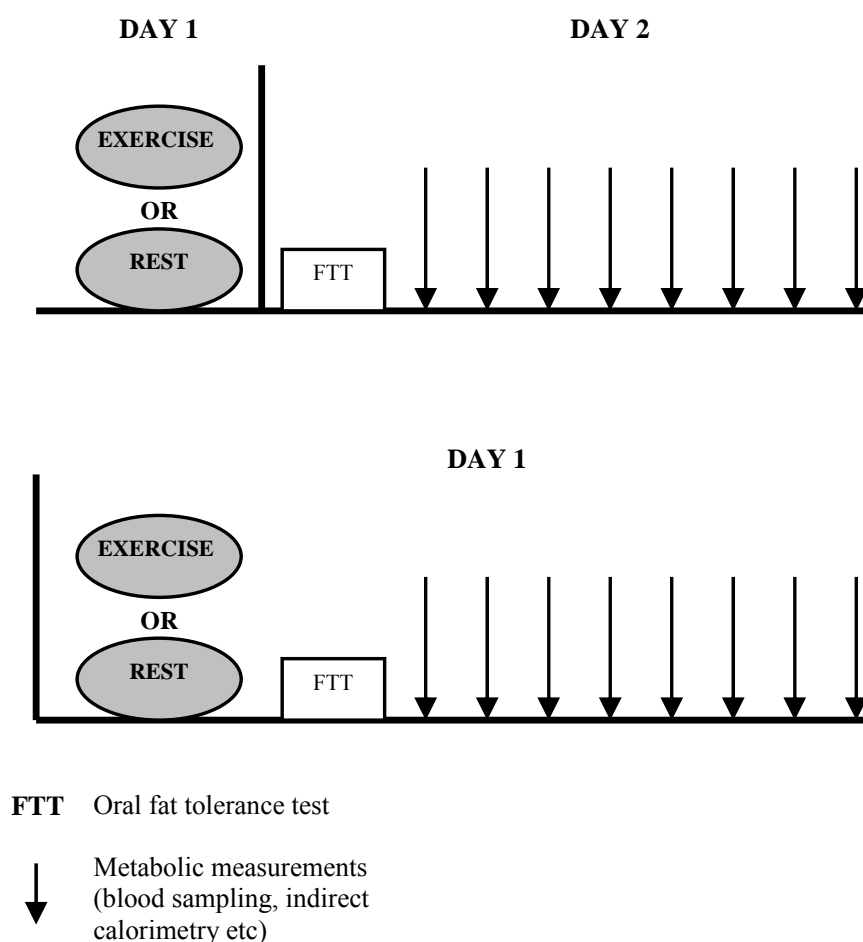 DAY 1
DAY 2
EXERCISE
OR
REST
FTT
DAY 1
EXERCISE
OR
REST
FTT
FTT Oral fat tolerance test
Metabolic measurements
(blood sampling, indirect
calorimetry etc)